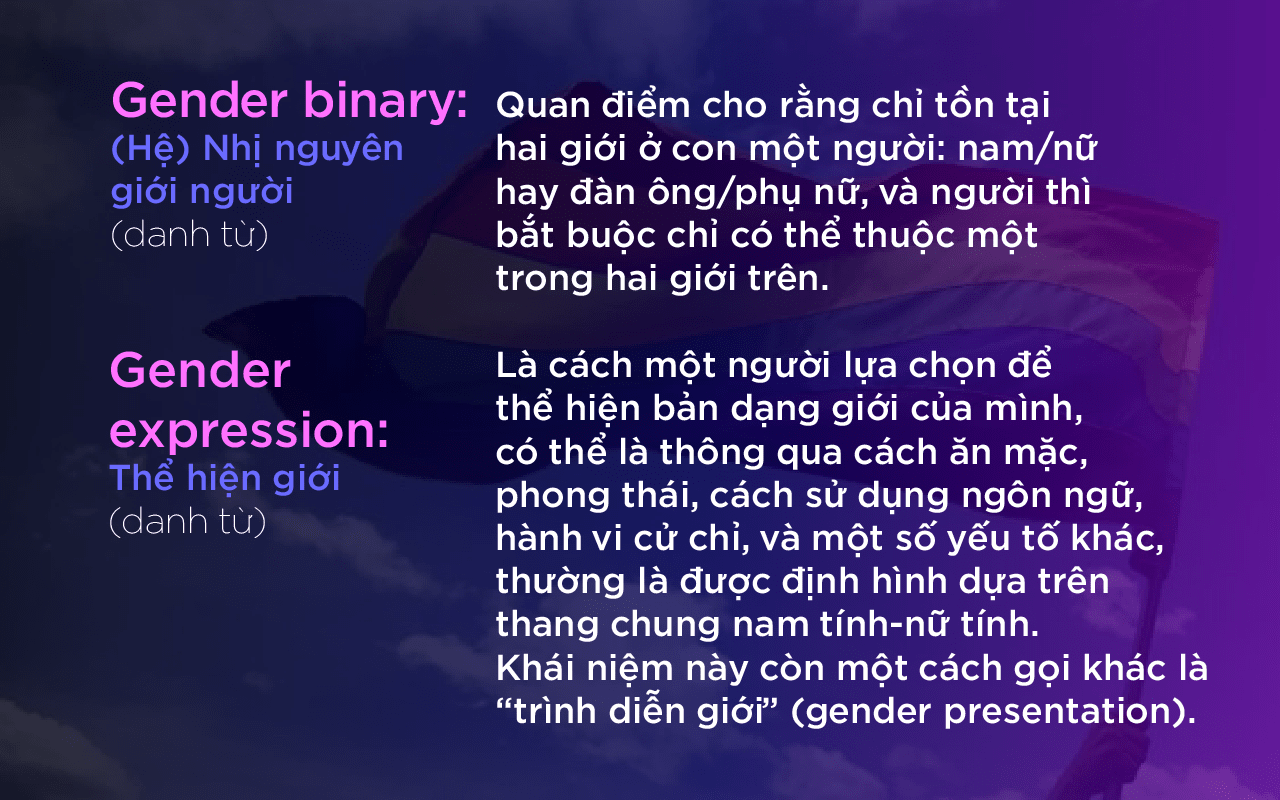 Gender binary:
(Hệ) Nhị nguyên
giới người
(danh từ)
Quan điểm cho rằng chỉ tồn tại
hai giới ở con một người: nam/nữ
hay đàn ông/phụ nữ, và người thì
bắt buộc chỉ có thể thuộc một
trong hai giới trên.
Gender
expression:
Thể hiện giới
(danh từ)
Là cách một người lựa chọn để
thể hiện bản dạng giới của mình,
có thể là thông qua cách ăn mặc,
phong thái, cách sử dụng ngôn ngữ,
hành vi cử chỉ, và một số yếu tố khác,
thường là được định hình dựa trên
thang chung nam tính-nữ tính.
Khái niệm này còn một cách gọi khác là
“trình diễn giới” (gender presentation).